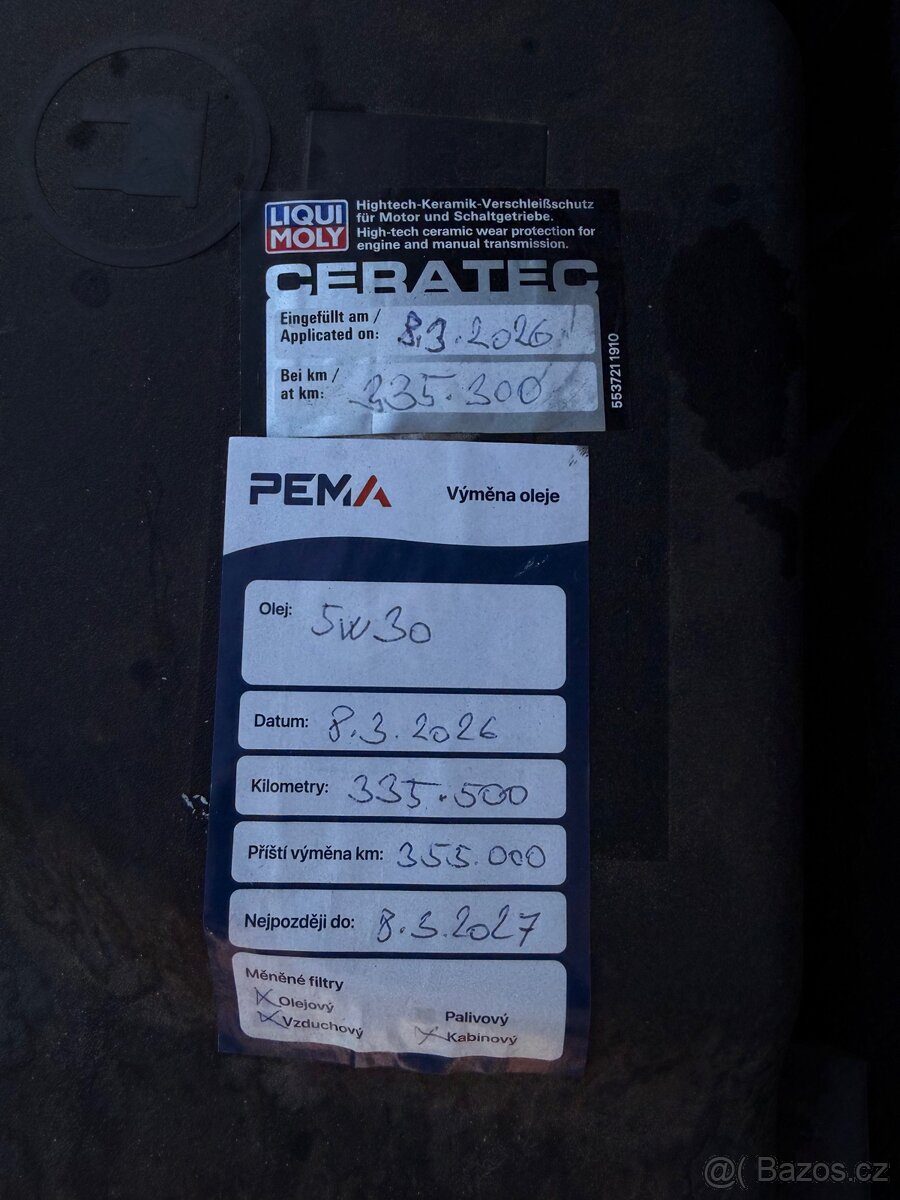 LIQUI
MOLY
Hightech-Keramik-Verschleißschutz
für Motor und Schaltgetriebe.
High-tech ceramic wear protection for
engine and manual transmission.
CERATEC
Eingefüllt am /
Applicated on: 8.3.2026
Bei km /
at km: 335.300
5537211910
PEMA Výměna oleje
Olej: 5W30
Datum: 8.3.2026
Kilometry: 335.500
Příští výměna km: 355.000
Nejpozději do: 8.3.2027
Měněné filtry
Olejový
Palivový
Vzduchový
Kabinový
@( Bazos.cz